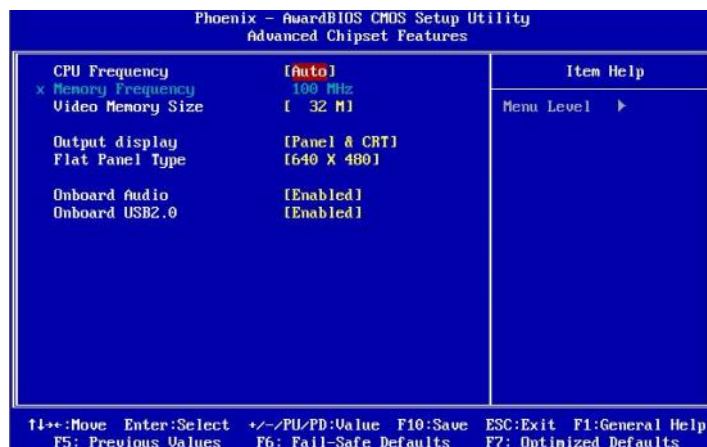 Phoenix - AwardBIOS CMOS Setup Utility
Advanced Chipset Features
CPU Frequency [Auto]
x Memory Frequency 100 MHz
Video Memory Size [ 32 M]
Output display [Panel & CRT]
Flat Panel Type [640 X 480]
Onboard Audio [Enabled]
Onboard USB2.0 [Enabled]
Item Help
Menu Level ▶
↑↓→←:Move Enter:Select +/-/PU/PD:Value F10:Save ESC:Exit F1:General Help
F5: Previous Values F6: Fail-Safe Defaults F7: Optimized Defaults